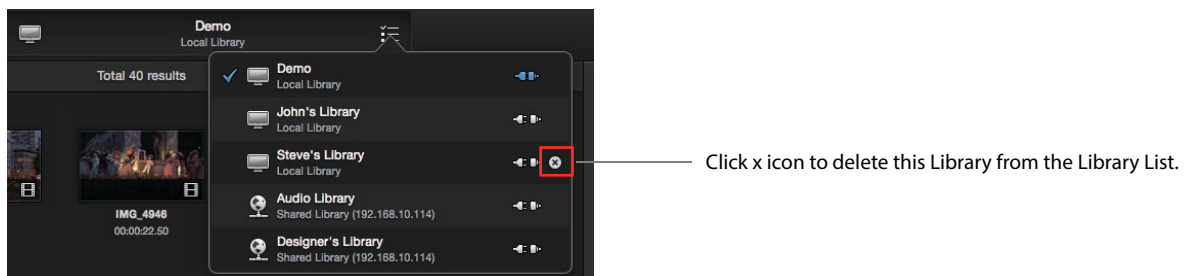 Demo
Local Library
Total 40 results
Demo
Local Library
John's Library
Local Library
Steve's Library
Local Library
Click x icon to delete this Library from the Library List.
Audio Library
Shared Library (192.168.10.114)
Designer's Library
Shared Library (192.168.10.114)
IMG_4946
00:00:22.50